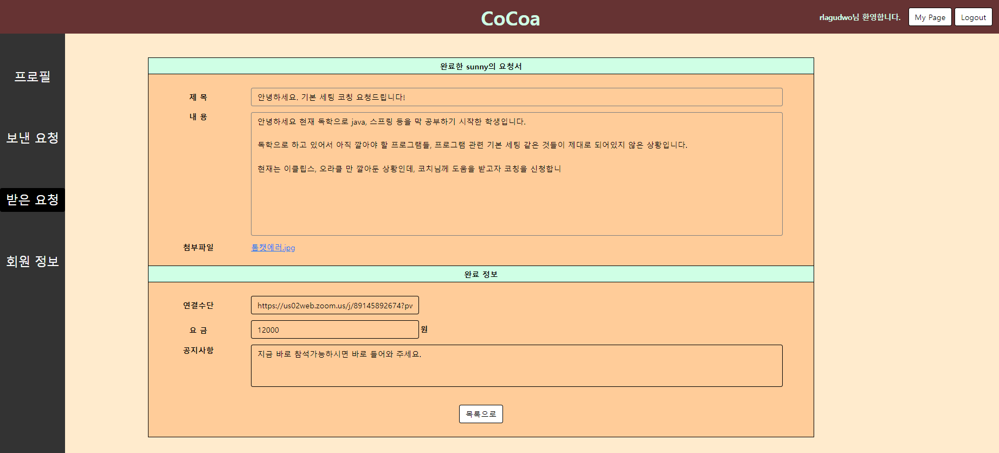 CoCoa
rlagudwo님 환영합니다.
My Page
Logout
프로필
보낸 요청
받은 요청
회원 정보
완료한 sunny의 요청서
제 목
안녕하세요. 기본 세팅 코칭 요청드립니다!
내 용
안녕하세요 현재 독학으로 java, 스프링 등을 막 공부하기 시작한 학생입니다.
독학으로 하고 있어서 아직 깔아야 할 프로그램들, 프로그램 관련 기본 세팅 같은 것들이 제대로 되어있지 않은 상황입니다.
현재는 이클립스, 오라클 만 깔아둔 상황인데, 코치님께 도움을 받고자 코칭을 신청합니
첨부파일
톰캣에러.jpg
완료 정보
연결수단
https://us02web.zoom.us/j/89145892674?pv
요 금
12000
원
공지사항
지금 바로 참석가능하시면 바로 들어와 주세요.
목록으로